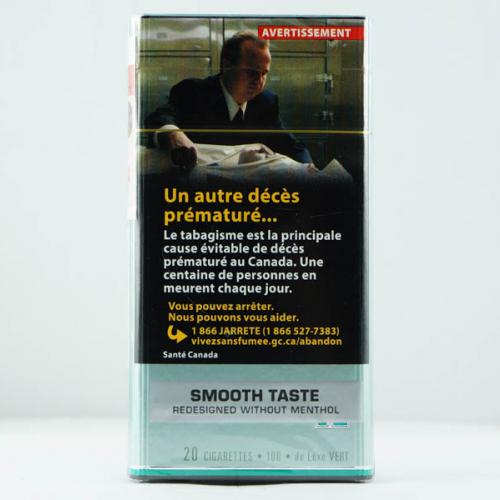 AVERTISSEMENT
Un autre décès
prématuré...
Le tabagisme est la principale
cause évitable de décès
prématuré au Canada. Une
centaine de personnes en
meurent chaque jour.
Vous pouvez arrêter.
Nous pouvons vous aider.
1 866 JARRETE (1 866 527-7383)
vivezsansfumee.gc.ca/abandon
Santé Canada
SMOOTH TASTE
REDESIGNED WITHOUT MENTHOL
20 CIGARETTES • 100 • de Luxe VERT